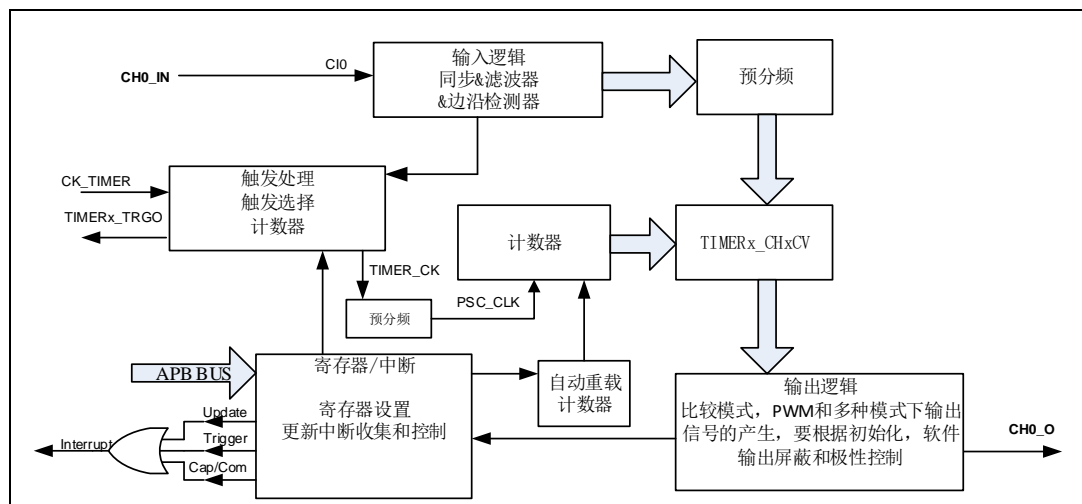 CH0_IN
CI0
输入逻辑
同步&滤波器
&边沿检测器
预分频
CK_TIMER
TIMERx_TRGO
触发处理
触发选择
计数器
计数器
TIMERx_CHxCV
TIMER_CK
预分频
PSC_CLK
APB BUS
寄存器/中断
寄存器设置
更新中断收集和控制
自动重载
计数器
输出逻辑
比较模式，PWM和多种模式下输出
信号的产生，要根据初始化，软件
输出屏蔽和极性控制
CH0_O
Update
Trigger
Cap/Com
Interrupt